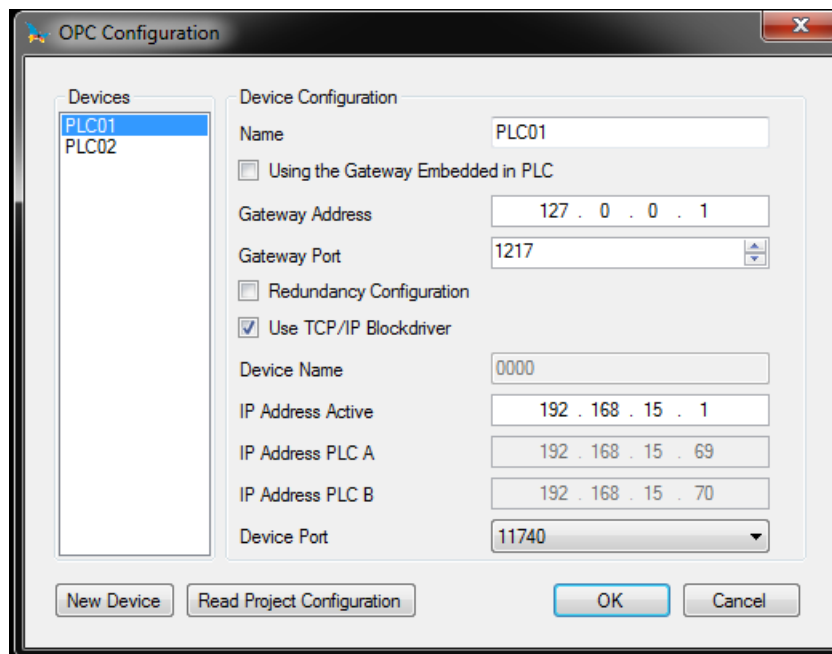 OPC Configuration
Devices
PLC01
PLC02
Device Configuration
Name PLC01
Using the Gateway Embedded in PLC
Gateway Address 127 . 0 . 0 . 1
Gateway Port 1217
Redundancy Configuration
Use TCP/IP Blockdriver
Device Name 0000
IP Address Active 192 . 168 . 15 . 1
IP Address PLC A 192 . 168 . 15 . 69
IP Address PLC B 192 . 168 . 15 . 70
Device Port 11740
New Device Read Project Configuration OK Cancel